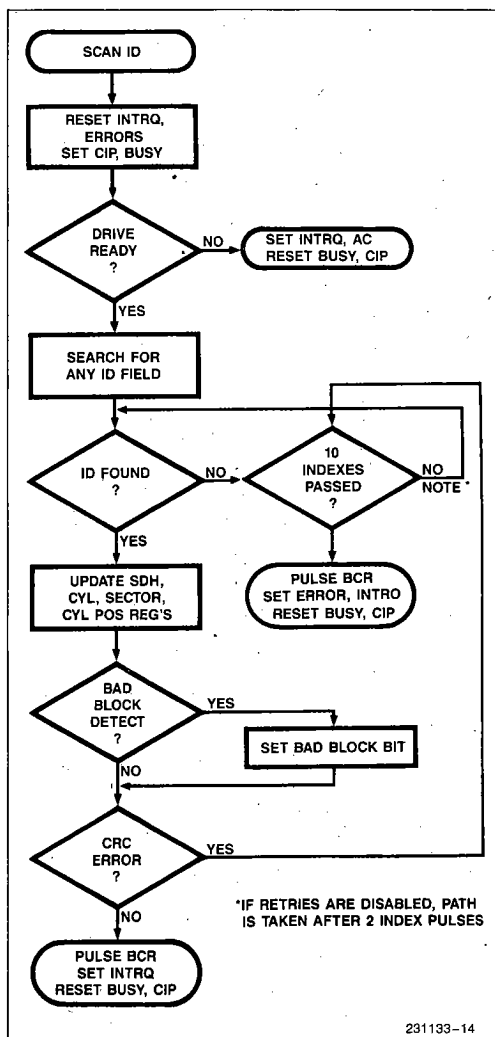 SCAN ID
RESET INTRQ,
ERRORS
SET CIP, BUSY
DRIVE
READY
?
NO
SET INTRQ, AC
RESET BUSY, CIP
YES
SEARCH FOR
ANY ID FIELD
ID FOUND
?
NO
10
INDEXES
PASSED
?
NO
NOTE*
YES
PULSE BCR
SET ERROR, INTRO
RESET BUSY, CIP
UPDATE SDH,
CYL, SECTOR,
CYL POS REG'S
BAD
BLOCK
DETECT
?
YES
SET BAD BLOCK BIT
NO
CRC
ERROR
?
YES
NO
*IF RETRIES ARE DISABLED, PATH
IS TAKEN AFTER 2 INDEX PULSES
PULSE BCR
SET INTRQ
RESET BUSY, CIP
231133-14